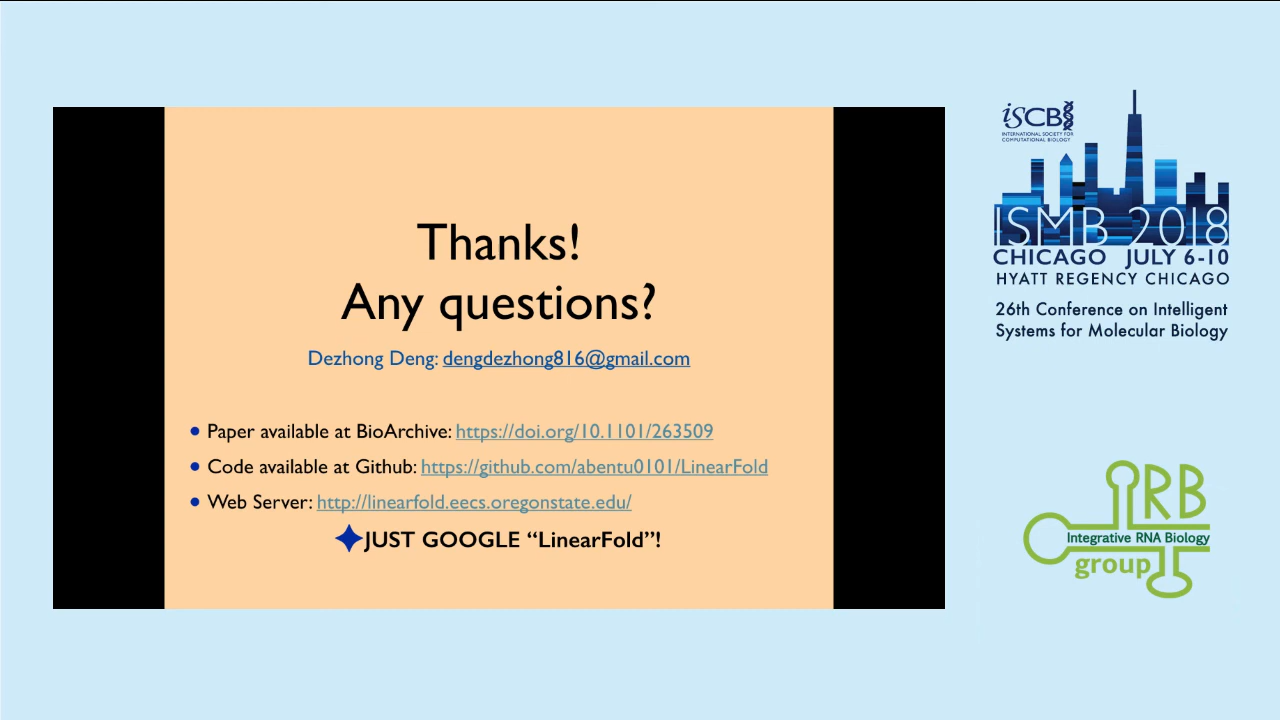 Thanks!
Any questions?
Dezhong Deng: dengdezhong816@gmail.com
• Paper available at BioArchive: https://doi.org/10.1101/263509
• Code available at Github: https://github.com/abentu0101/LinearFold
• Web Server: http://linearfold.eecs.oregonstate.edu/
JUST GOOGLE “LinearFold”!
iSCB
INTERNATIONAL SOCIETY FOR
COMPUTATIONAL BIOLOGY
ISMB 2018
CHICAGO JULY 6-10
HYATT REGENCY CHICAGO
26th Conference on Intelligent
Systems for Molecular Biology
iRB
Integrative RNA Biology
group